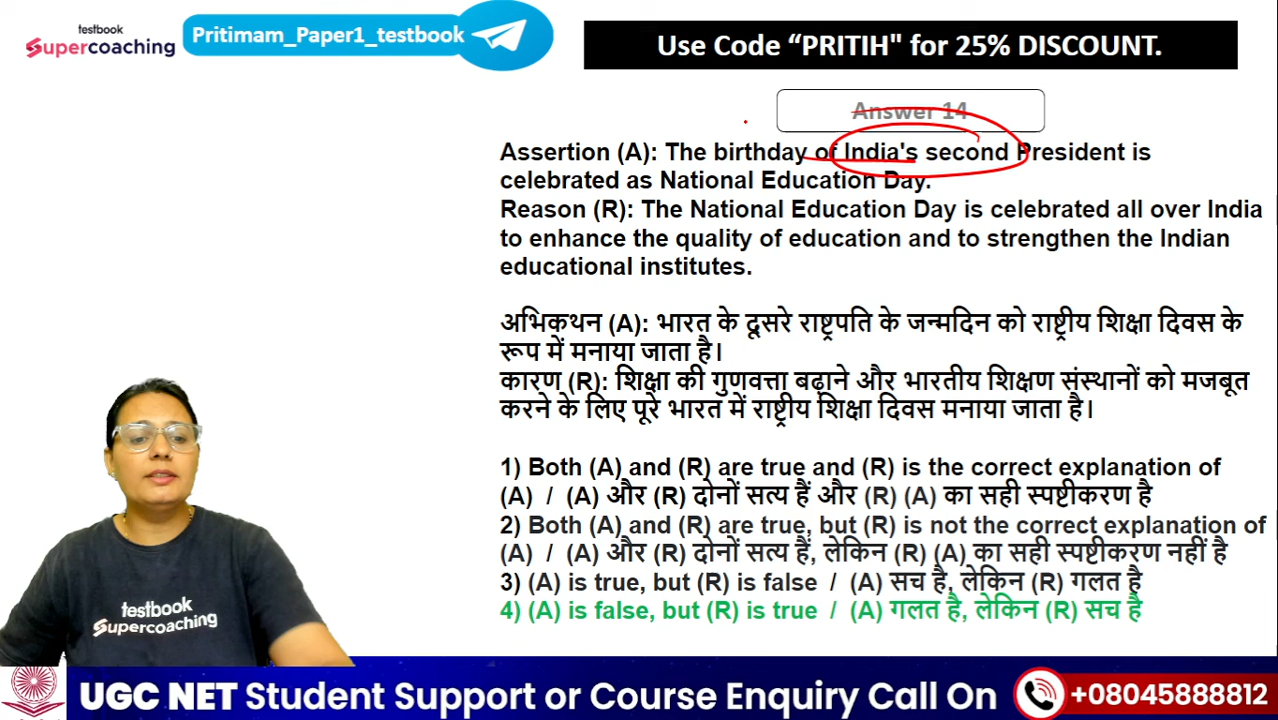 testbook
Supercoaching
Pritimam_Paper1_testbook
Use Code “PRITIH" for 25% DISCOUNT.
Answer 14
Assertion (A): The birthday of India's second President is
celebrated as National Education Day.
Reason (R): The National Education Day is celebrated all over India
to enhance the quality of education and to strengthen the Indian
educational institutes.
अभिकथन (A): भारत के दूसरे राष्ट्रपति के जन्मदिन को राष्ट्रीय शिक्षा दिवस के
रूप में मनाया जाता है।
कारण (R): शिक्षा की गुणवत्ता बढ़ाने और भारतीय शिक्षण संस्थानों को मजबूत
करने के लिए पूरे भारत में राष्ट्रीय शिक्षा दिवस मनाया जाता है।
1) Both (A) and (R) are true and (R) is the correct explanation of
(A) / (A) और (R) दोनों सत्य हैं और (R) (A) का सही स्पष्टीकरण है
2) Both (A) and (R) are true, but (R) is not the correct explanation of
(A) / (A) और (R) दोनों सत्य हैं, लेकिन (R) (A) का सही स्पष्टीकरण नहीं है
3) (A) is true, but (R) is false / (A) सच है, लेकिन (R) गलत है
4) (A) is false, but (R) is true / (A) गलत है, लेकिन (R) सच है
testbook
Supercoaching
UGC NET Student Support or Course Enquiry Call On +08045888812